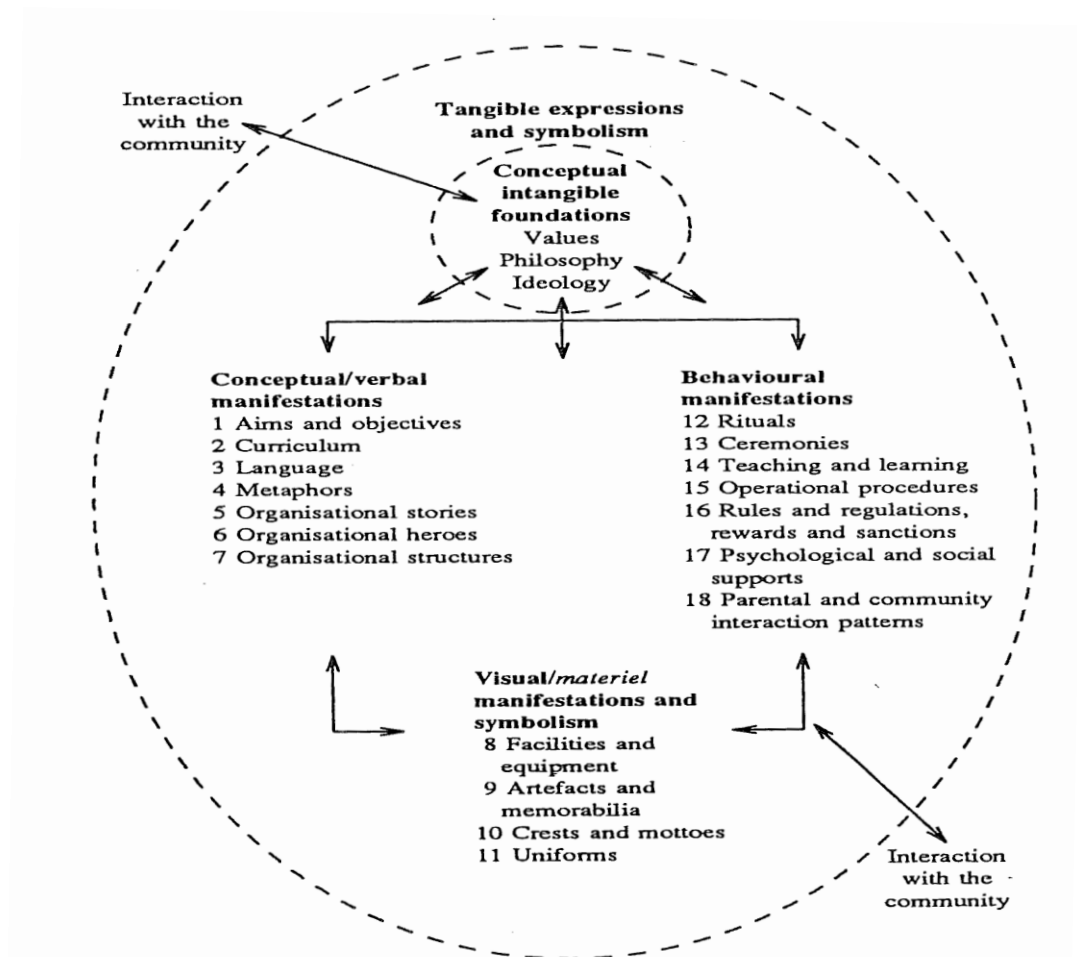 Interaction
with the
community
Tangible expressions
and symbolism
Conceptual
intangible
foundations
Values
Philosophy
Ideology
Conceptual/verbal
manifestations
1 Aims and objectives
2 Curriculum
3 Language
4 Metaphors
5 Organisational stories
6 Organisational heroes
7 Organisational structures
Behavioural
manifestations
12 Rituals
13 Ceremonies
14 Teaching and learning
15 Operational procedures
16 Rules and regulations,
rewards and sanctions
17 Psychological and social
supports
18 Parental and community
interaction patterns
Visual/materiel
manifestations and
symbolism
8 Facilities and
equipment
9 Artefacts and
memorabilia
10 Crests and mottoes
11 Uniforms
Interaction
with the
community